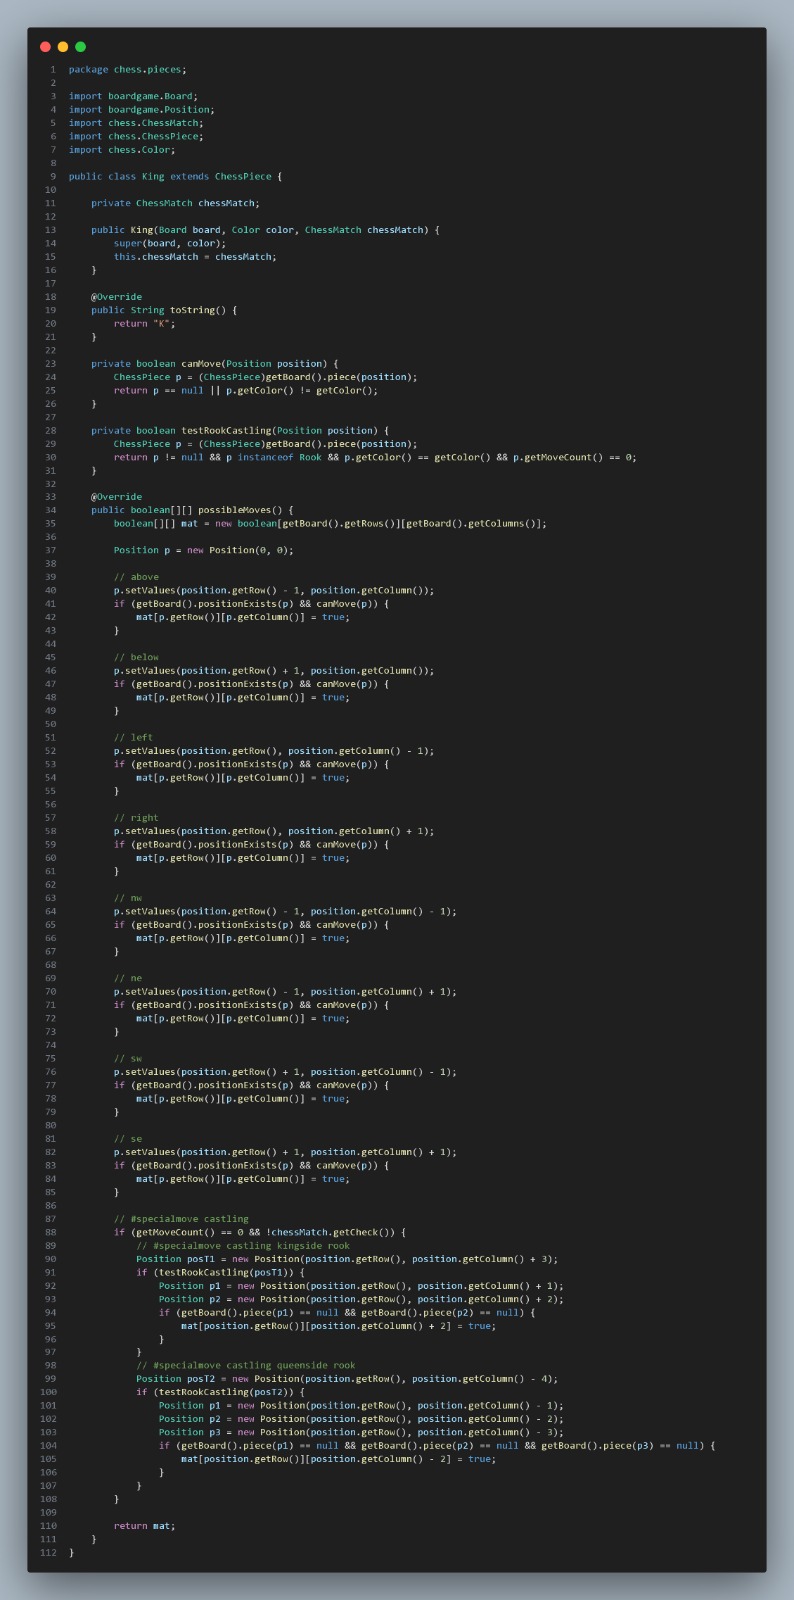 1 package chess.pieces;
2
3 import boardgame.Board;
4 import boardgame.Position;
5 import chess.ChessMatch;
6 import chess.ChessPiece;
7 import chess.Color;
8
9 public class King extends ChessPiece {
10
11     private ChessMatch chessMatch;
12
13     public King(Board board, Color color, ChessMatch chessMatch) {
14         super(board, color);
15         this.chessMatch = chessMatch;
16     }
17
18     @Override
19     public String toString() {
20         return "K";
21     }
22
23     private boolean canMove(Position position) {
24         ChessPiece p = (ChessPiece)getBoard().piece(position);
25         return p == null || p.getColor() != getColor();
26     }
27
28     private boolean testRookCastling(Position position) {
29         ChessPiece p = (ChessPiece)getBoard().piece(position);
30         return p != null && p instanceof Rook && p.getColor() == getColor() && p.getMoveCount() == 0;
31     }
32
33     @Override
34     public boolean[][] possibleMoves() {
35         boolean[][] mat = new boolean[getBoard().getRows()][getBoard().getColumns()];
36
37         Position p = new Position(0, 0);
38
39         // above
40         p.setValues(position.getRow() - 1, position.getColumn());
41         if (getBoard().positionExists(p) && canMove(p)) {
42             mat[p.getRow()][p.getColumn()] = true;
43         }
44
45         // below
46         p.setValues(position.getRow() + 1, position.getColumn());
47         if (getBoard().positionExists(p) && canMove(p)) {
48             mat[p.getRow()][p.getColumn()] = true;
49         }
50
51         // left
52         p.setValues(position.getRow(), position.getColumn() - 1);
53         if (getBoard().positionExists(p) && canMove(p)) {
54             mat[p.getRow()][p.getColumn()] = true;
55         }
56
57         // right
58         p.setValues(position.getRow(), position.getColumn() + 1);
59         if (getBoard().positionExists(p) && canMove(p)) {
60             mat[p.getRow()][p.getColumn()] = true;
61         }
62
63         // nw
64         p.setValues(position.getRow() - 1, position.getColumn() - 1);
65         if (getBoard().positionExists(p) && canMove(p)) {
66             mat[p.getRow()][p.getColumn()] = true;
67         }
68
69         // ne
70         p.setValues(position.getRow() - 1, position.getColumn() + 1);
71         if (getBoard().positionExists(p) && canMove(p)) {
72             mat[p.getRow()][p.getColumn()] = true;
73         }
74
75         // sw
76         p.setValues(position.getRow() + 1, position.getColumn() - 1);
77         if (getBoard().positionExists(p) && canMove(p)) {
78             mat[p.getRow()][p.getColumn()] = true;
79         }
80
81         // se
82         p.setValues(position.getRow() + 1, position.getColumn() + 1);
83         if (getBoard().positionExists(p) && canMove(p)) {
84             mat[p.getRow()][p.getColumn()] = true;
85         }
86
87         // #specialmove castling
88         if (getMoveCount() == 0 && !chessMatch.getCheck()) {
89             // #specialmove castling kingside rook
90             Position posT1 = new Position(position.getRow(), position.getColumn() + 3);
91             if (testRookCastling(posT1)) {
92                 Position p1 = new Position(position.getRow(), position.getColumn() + 1);
93                 Position p2 = new Position(position.getRow(), position.getColumn() + 2);
94                 if (getBoard().piece(p1) == null && getBoard().piece(p2) == null) {
95                     mat[position.getRow()][position.getColumn() + 2] = true;
96                 }
97             }
98             // #specialmove castling queenside rook
99             Position posT2 = new Position(position.getRow(), position.getColumn() - 4);
100             if (testRookCastling(posT2)) {
101                 Position p1 = new Position(position.getRow(), position.getColumn() - 1);
102                 Position p2 = new Position(position.getRow(), position.getColumn() - 2);
103                 Position p3 = new Position(position.getRow(), position.getColumn() - 3);
104                 if (getBoard().piece(p1) == null && getBoard().piece(p2) == null && getBoard().piece(p3) == null) {
105                     mat[position.getRow()][position.getColumn() - 2] = true;
106                 }
107             }
108         }
109
110         return mat;
111     }
112 }